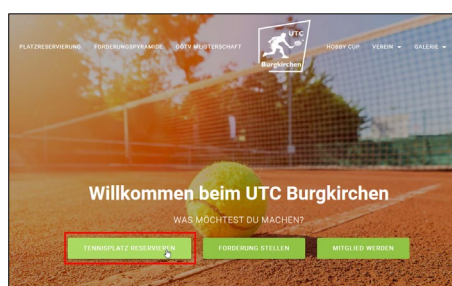 PLATZRESERVIERUNG FORDERUNGSPYRAMIDE OÖTV MEISTERSCHAFT HOBBY CUP VEREIN GALERIE
UTC
Burgkirchen
Willkommen beim UTC Burgkirchen
WAS MÖCHTEST DU MACHEN?
TENNISPLATZ RESERVIEREN FORDERUNG STELLEN MITGLIED WERDEN